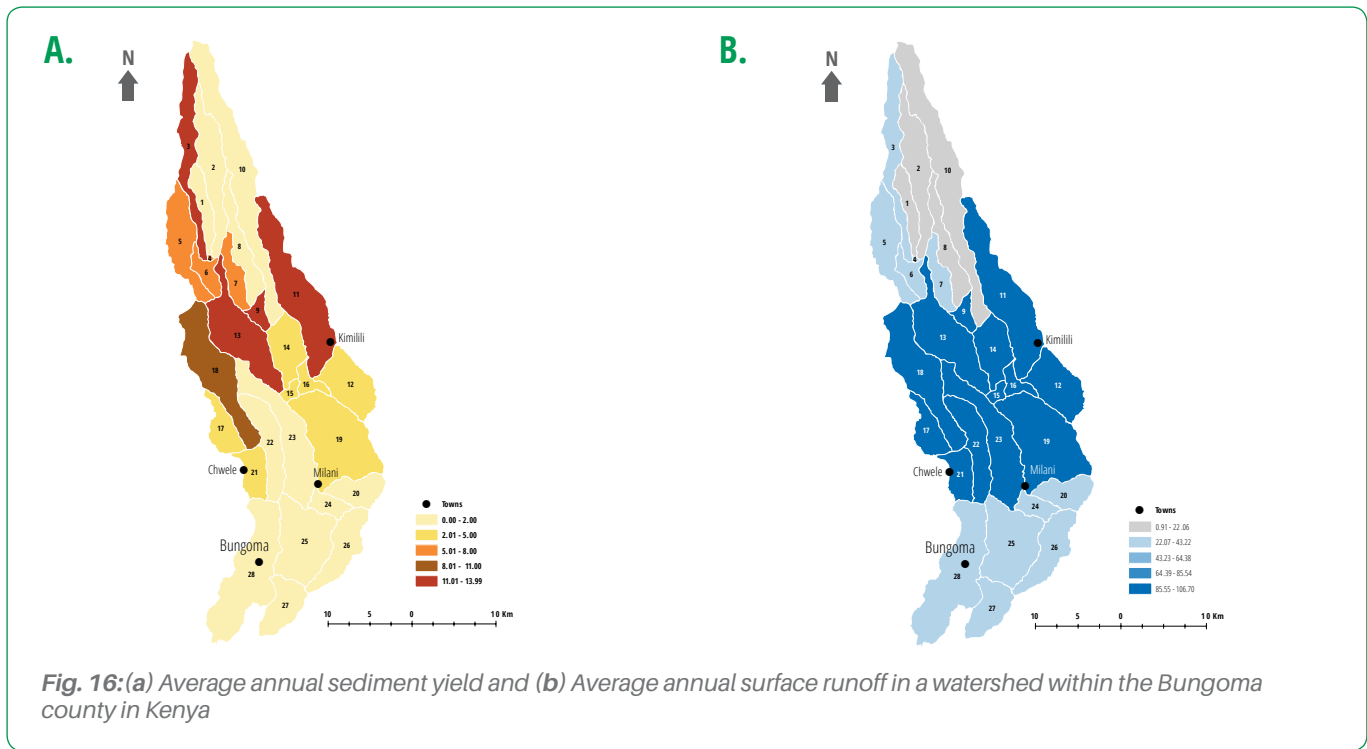 A.
N
3
2
10
1
5
8
4
6
7
11
9
13
Kimilili
14
18
16
12
15
17
22
23
19
Chwele
21
Milani
20
24
Towns
0.00 - 2.00
2.01 - 5.00
5.01 - 8.00
8.01 - 11.00
11.01 - 13.99
Bungoma
25
26
28
27
10 5 0 10 Km
B.
N
3
2
10
1
5
8
4
6
7
11
9
13
Kimilili
14
18
16
12
15
17
22
23
19
Chwele
21
Milani
20
24
Towns
0.91 - 22 .06
22.07 - 43.22
43.23 - 64.38
64.39 - 85.54
85.55 - 106.70
Bungoma
25
26
28
27
10 5 0 10 Km
Fig. 16:(a) Average annual sediment yield and (b) Average annual surface runoff in a watershed within the Bungoma
county in Kenya